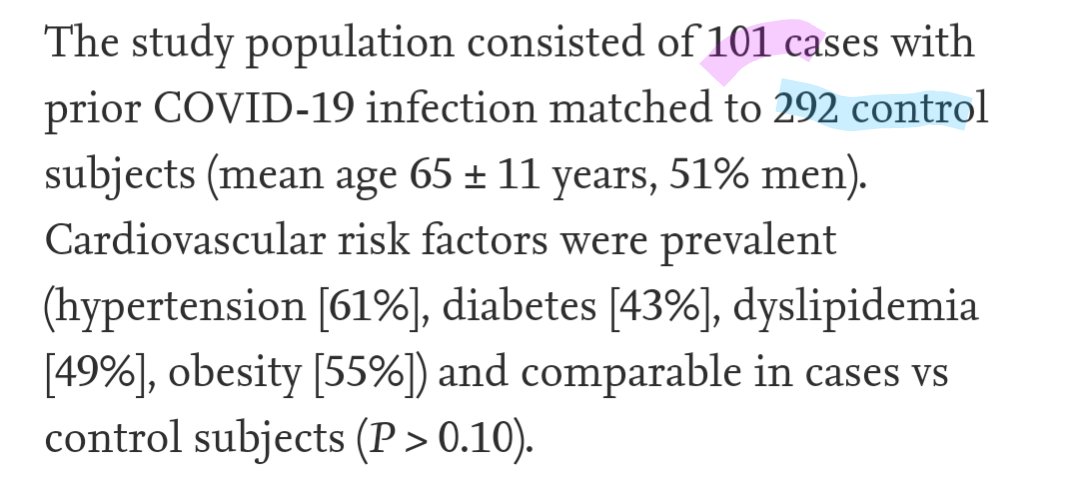 The study population consisted of 101 cases with
prior COVID-19 infection matched to 292 control
subjects (mean age 65 ± 11 years, 51% men).
Cardiovascular risk factors were prevalent
(hypertension [61%], diabetes [43%], dyslipidemia
[49%], obesity [55%]) and comparable in cases vs
control subjects (P > 0.10).